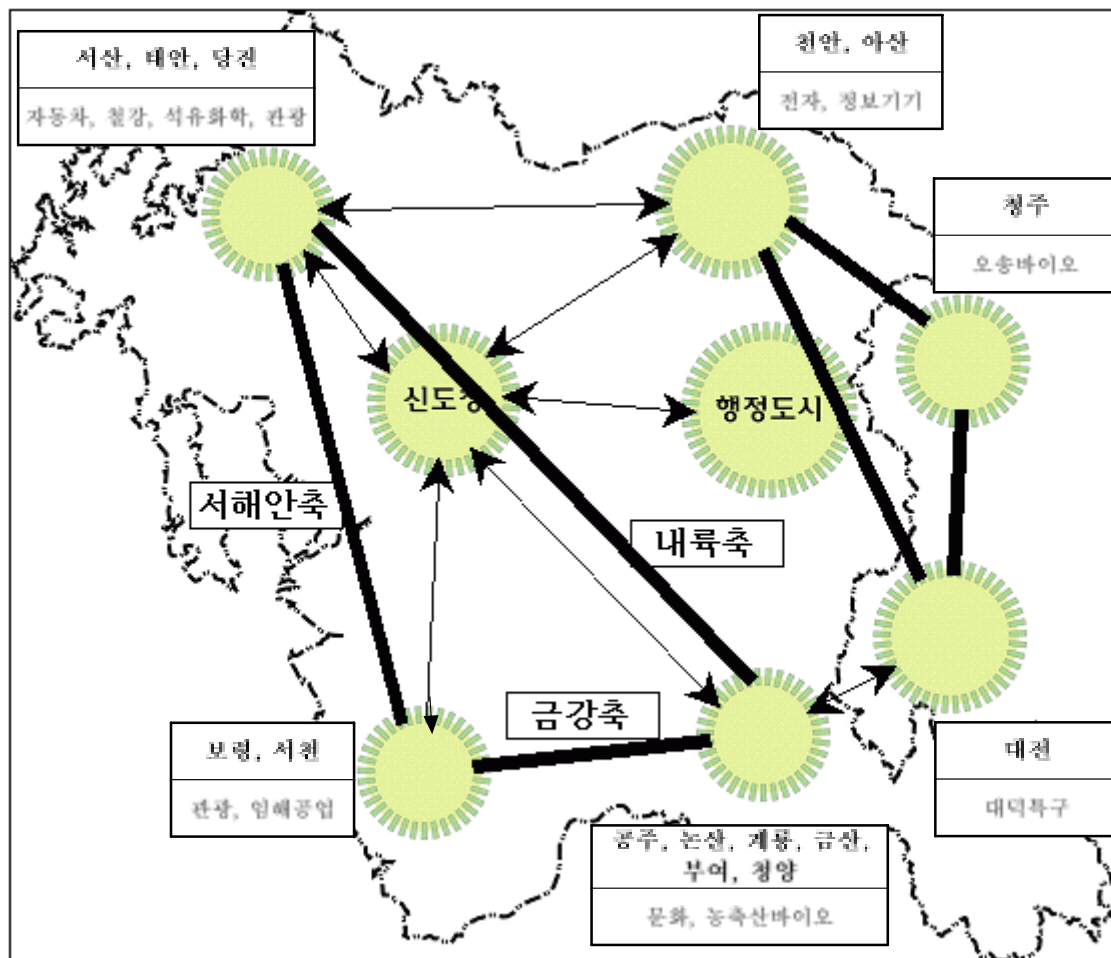 서산, 태안, 당진
자동차, 철강, 석유화학, 관광
천안, 아산
전자, 정보기기
청주
오송바이오
신도청
행정도시
서해안축
내륙축
금강축
보령, 서천
관광, 임해공업
대전
대덕특구
공주, 논산, 계룡, 금산,
부여, 청양
문화, 농축산바이오